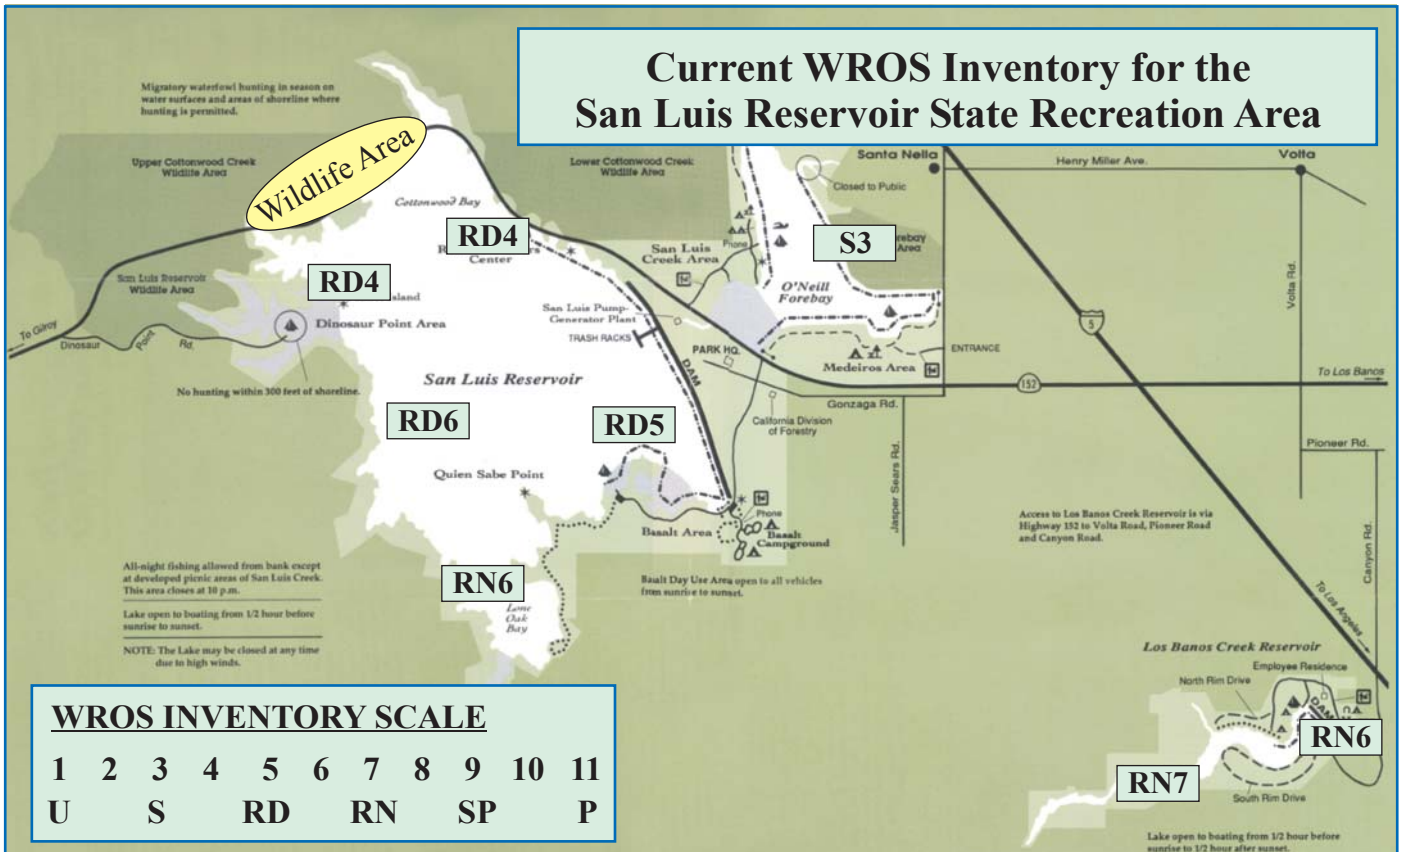 Current WROS Inventory for the
San Luis Reservoir State Recreation Area
Migratory waterfowl hunting in season on
water surfaces and areas of shoreline where
hunting is permitted.
Upper Cottonwood Creek
Wildlife Area
Wildlife Area
Cottonwood Bay
Lower Cottonwood Creek
Wildlife Area
Closed to Public
Santa Nella
Henry Miller Ave.
Volta
RD4
Center
San Luis
Creek Area
Phone
S3
O'Neill
Forebay
San Luis Reservoir
Wildlife Area
RD4
Dinosaur Point Area
To Gilroy
Dinosaur
Point
Rd.
No hunting within 300 feet of shoreline.
San Luis Pump-
Generator Plant
TRASH RACKS
DAM
PARK HQ.
Medeiros Area
ENTRANCE
Volta Rd.
5
152
To Los Banos
San Luis Reservoir
Gonzaga Rd.
California Division
of Forestry
RD6
RD5
Jasper Sears Rd.
Pioneer Rd.
Quien Sabe Point
Phone
Basalt Area
Basalt
Campground
Access to Los Banos Creek Reservoir is via
Highway 152 to Volta Road, Pioneer Road
and Canyon Road.
Canyon Rd.
All-night fishing allowed from bank except
at developed picnic areas of San Luis Creek.
This area closes at 10 p.m.
Lake open to boating from 1/2 hour before
sunrise to sunset.
NOTE: The Lake may be closed at any time
due to high winds.
RN6
Lone
Oak
Bay
Basalt Day Use Area open to all vehicles
from sunrise to sunset.
To Los Angeles
Los Banos Creek Reservoir
Employee Residence
North Rim Drive
DAM
RN6
RN7
South Rim Drive
Lake open to boating from 1/2 hour before
sunrise to 1/2 hour after sunset.
WROS INVENTORY SCALE
1 2 3 4 5 6 7 8 9 10 11
U S RD RN SP P